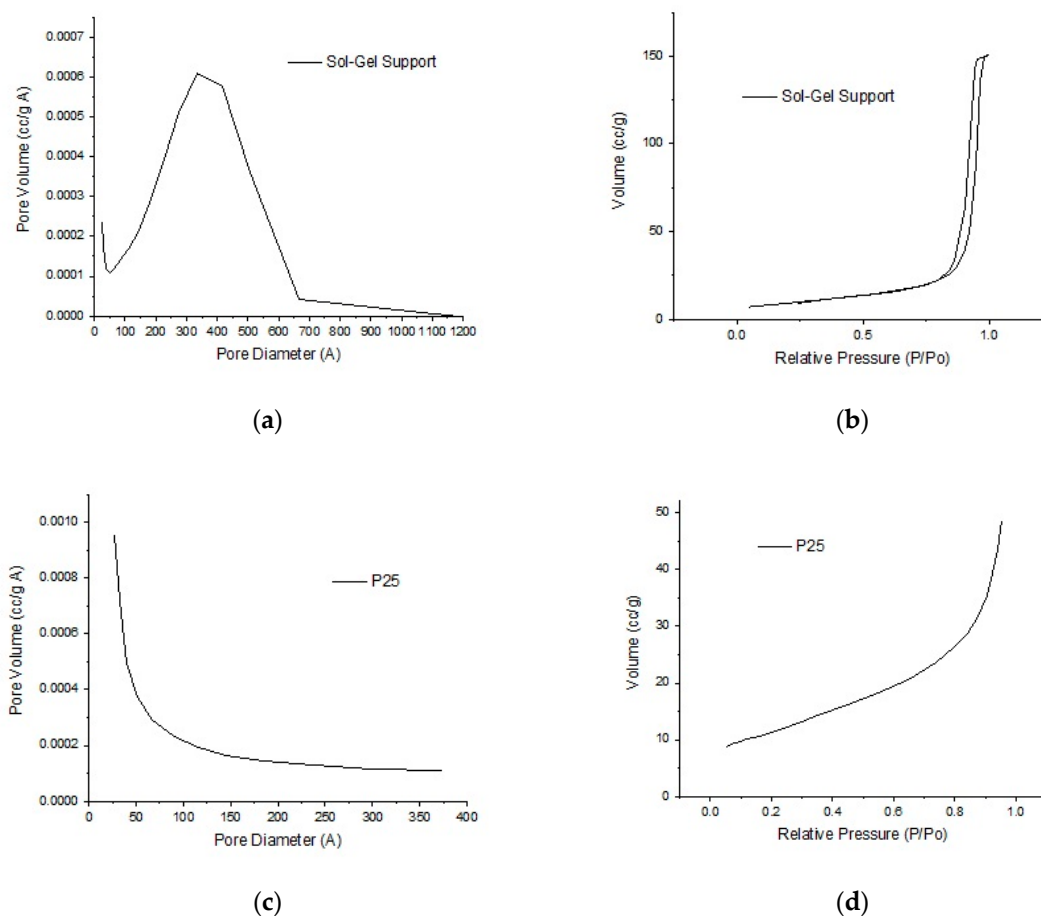 0.0007
0.0006
0.0005
0.0004
0.0003
0.0002
0.0001
0.0000
Pore Volume (cc/g A)
Sol-Gel Support
0 100 200 300 400 500 600 700 800 900 1000 1100 1200
Pore Diameter (A)
(a)
150
100
50
0
Volume (cc/g)
Sol-Gel Support
0.0 0.5 1.0
Relative Pressure (P/Po)
(b)
0.0010
0.0008
0.0006
0.0004
0.0002
0.0000
Pore Volume (cc/g A)
P25
0 50 100 150 200 250 300 350 400
Pore Diameter (A)
(c)
50
40
30
20
10
0
Volume (cc/g)
P25
0.0 0.2 0.4 0.6 0.8 1.0
Relative Pressure (P/Po)
(d)